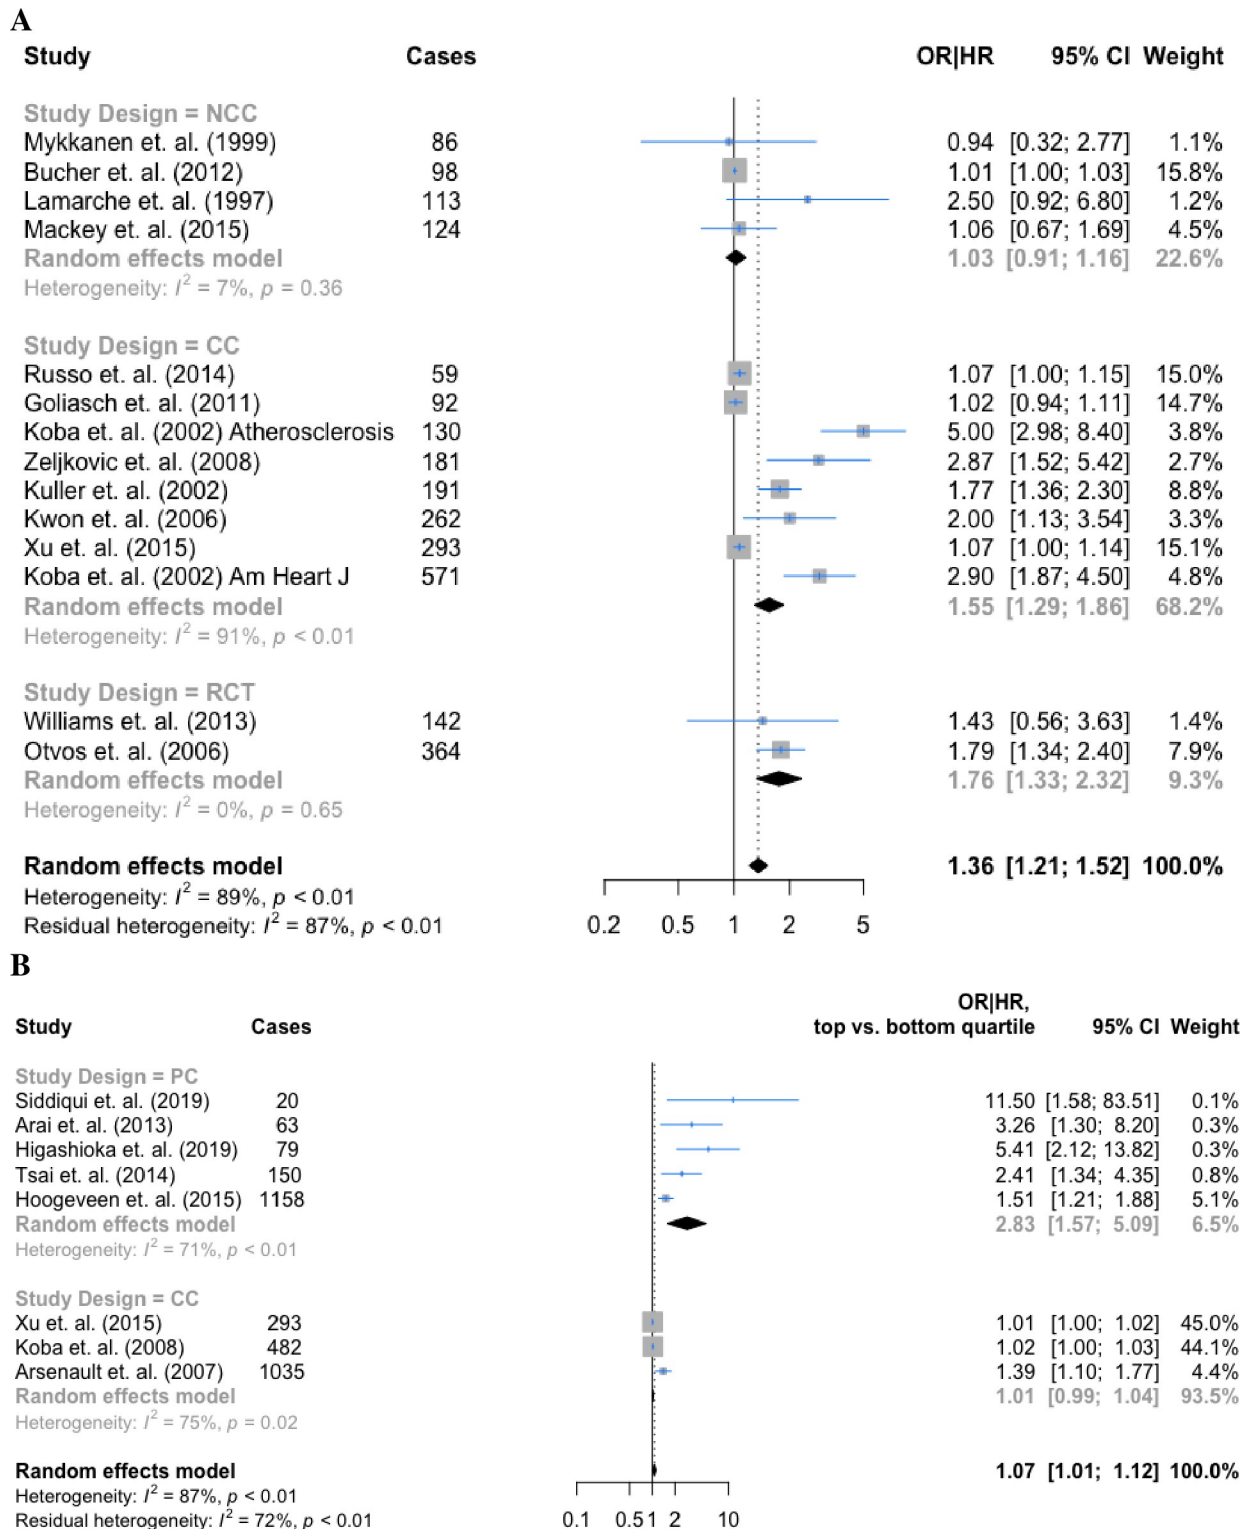 A
Study Cases OR|HR 95% CI Weight
Study Design = NCC
Mykkanen et. al. (1999) 86 0.94 [0.32; 2.77] 1.1%
Bucher et. al. (2012) 98 1.01 [1.00; 1.03] 15.8%
Lamarche et. al. (1997) 113 2.50 [0.92; 6.80] 1.2%
Mackey et. al. (2015) 124 1.06 [0.67; 1.69] 4.5%
Random effects model 1.03 [0.91; 1.16] 22.6%
Heterogeneity: I² = 7%, p = 0.36
Study Design = CC
Russo et. al. (2014) 59 1.07 [1.00; 1.15] 15.0%
Goliasch et. al. (2011) 92 1.02 [0.94; 1.11] 14.7%
Koba et. al. (2002) Atherosclerosis 130 5.00 [2.98; 8.40] 3.8%
Zeljkovic et. al. (2008) 181 2.87 [1.52; 5.42] 2.7%
Kuller et. al. (2002) 191 1.77 [1.36; 2.30] 8.8%
Kwon et. al. (2006) 262 2.00 [1.13; 3.54] 3.3%
Xu et. al. (2015) 293 1.07 [1.00; 1.14] 15.1%
Koba et. al. (2002) Am Heart J 571 2.90 [1.87; 4.50] 4.8%
Random effects model 1.55 [1.29; 1.86] 68.2%
Heterogeneity: I² = 91%, p < 0.01
Study Design = RCT
Williams et. al. (2013) 142 1.43 [0.56; 3.63] 1.4%
Otvos et. al. (2006) 364 1.79 [1.34; 2.40] 7.9%
Random effects model 1.76 [1.33; 2.32] 9.3%
Heterogeneity: I² = 0%, p = 0.65
Random effects model 1.36 [1.21; 1.52] 100.0%
Heterogeneity: I² = 89%, p < 0.01
Residual heterogeneity: I² = 87%, p < 0.01
0.2 0.5 1 2 5
B
OR|HR,
Study Cases top vs. bottom quartile 95% CI Weight
Study Design = PC
Siddiqui et. al. (2019) 20 11.50 [1.58; 83.51] 0.1%
Arai et. al. (2013) 63 3.26 [1.30; 8.20] 0.3%
Higashioka et. al. (2019) 79 5.41 [2.12; 13.82] 0.3%
Tsai et. al. (2014) 150 2.41 [1.34; 4.35] 0.8%
Hoogeveen et. al. (2015) 1158 1.51 [1.21; 1.88] 5.1%
Random effects model 2.83 [1.57; 5.09] 6.5%
Heterogeneity: I² = 71%, p < 0.01
Study Design = CC
Xu et. al. (2015) 293 1.01 [1.00; 1.02] 45.0%
Koba et. al. (2008) 482 1.02 [1.00; 1.03] 44.1%
Arsenault et. al. (2007) 1035 1.39 [1.10; 1.77] 4.4%
Random effects model 1.01 [0.99; 1.04] 93.5%
Heterogeneity: I² = 75%, p = 0.02
Random effects model 1.07 [1.01; 1.12] 100.0%
Heterogeneity: I² = 87%, p < 0.01
Residual heterogeneity: I² = 72%, p < 0.01
0.1 0.5 1 2 10